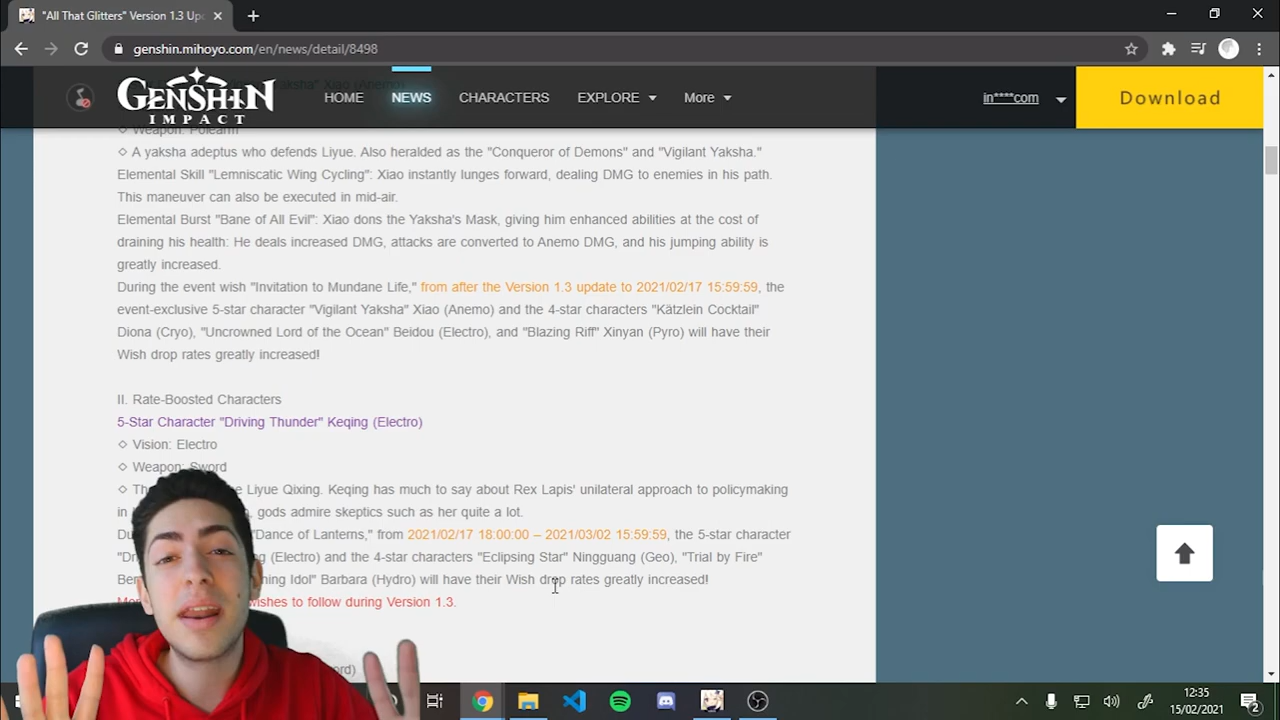 "All That Glitters" Version 1.3 Up
genshin.mihoyo.com/en/news/detail/8498
GENSHIN
IMPACT
HOME
NEWS
CHARACTERS
EXPLORE
More
in****com
Download
Weapon: Polearm
◇ A yaksha adeptus who defends Liyue. Also heralded as the "Conqueror of Demons" and "Vigilant Yaksha."
Elemental Skill "Lemniscatic Wing Cycling": Xiao instantly lunges forward, dealing DMG to enemies in his path.
This maneuver can also be executed in mid-air.
Elemental Burst "Bane of All Evil": Xiao dons the Yaksha's Mask, giving him enhanced abilities at the cost of
draining his health: He deals increased DMG, attacks are converted to Anemo DMG, and his jumping ability is
greatly increased.
During the event wish "Invitation to Mundane Life," from after the Version 1.3 update to 2021/02/17 15:59:59, the
event-exclusive 5-star character "Vigilant Yaksha" Xiao (Anemo) and the 4-star characters "Kätzlein Cocktail"
Diona (Cryo), "Uncrowned Lord of the Ocean" Beidou (Electro), and "Blazing Riff" Xinyan (Pyro) will have their
Wish drop rates greatly increased!
II. Rate-Boosted Characters
5-Star Character "Driving Thunder" Keqing (Electro)
◇ Vision: Electro
◇ Weapon: Sword
◇ Th Liyue Qixing. Keqing has much to say about Rex Lapis' unilateral approach to policymaking
in gods admire skeptics such as her quite a lot.
Du "Dance of Lanterns," from 2021/02/17 18:00:00 – 2021/03/02 15:59:59, the 5-star character
"Dr (Electro) and the 4-star characters "Eclipsing Star" Ningguang (Geo), "Trial by Fire"
Ben Idol" Barbara (Hydro) will have their Wish drop rates greatly increased!
wishes to follow during Version 1.3.
12:35
15/02/2021
2